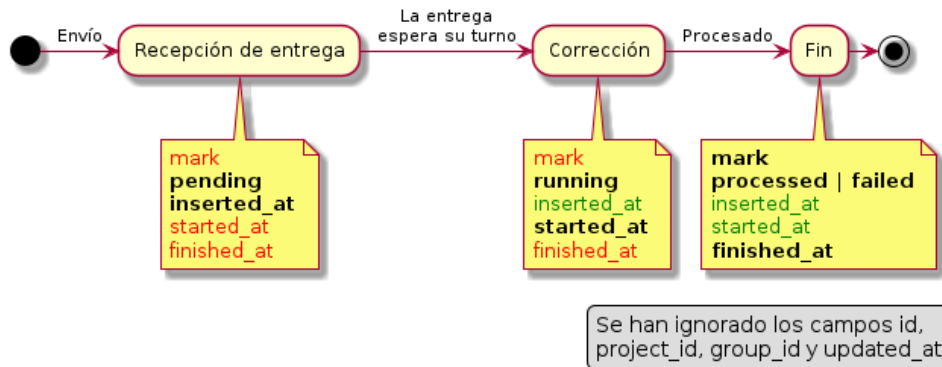 Envío
Recepción de entrega
La entrega
espera su turno
Corrección
Procesado
Fin
mark
pending
inserted_at
started_at
finished_at
mark
running
inserted_at
started_at
finished_at
mark
processed | failed
inserted_at
started_at
finished_at
Se han ignorado los campos id,
project_id, group_id y updated_at